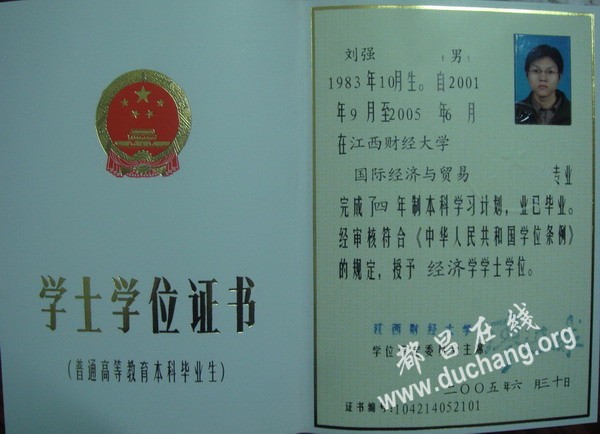 学士学位证书
(普通高等教育本科毕业生)
刘强 (男)
1983年10月生。自2001
年9月至2005年6月
在江西财经大学
国际经济与贸易 专业
完成了四年制本科学习计划，业已毕业。
经审核符合《中华人民共和国学位条例》
的规定，授予 经济学学士学位。
江西财经大学
学位评定委员会主席
二〇〇五年六月三十日
证书编号:104214052101
都昌在线
www.duchang.org